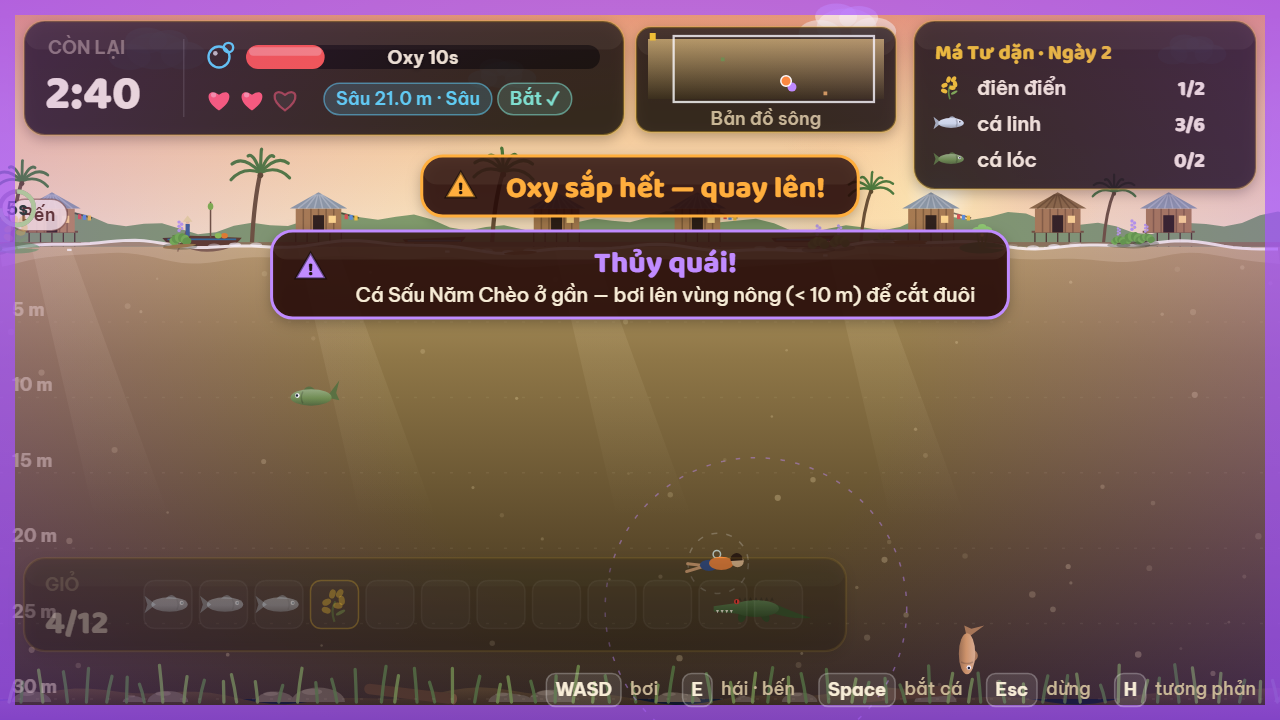 CÒN LẠI
2:40
Oxy 10s
Sâu 21.0 m · Sâu
Bắt ✓
Bản đồ sông
Má Tư dặn · Ngày 2
điên điển 1/2
cá linh 3/6
cá lóc 0/2
Oxy sắp hết — quay lên!
5s
Bến
Thủy quái!
Cá Sấu Năm Chèo ở gần — bơi lên vùng nông (< 10 m) để cắt đuôi
5 m
10 m
15 m
20 m
GIỎ
25 m
4/12
30 m
WASD bơi E hái · bến Space bắt cá Esc dừng H tương phản